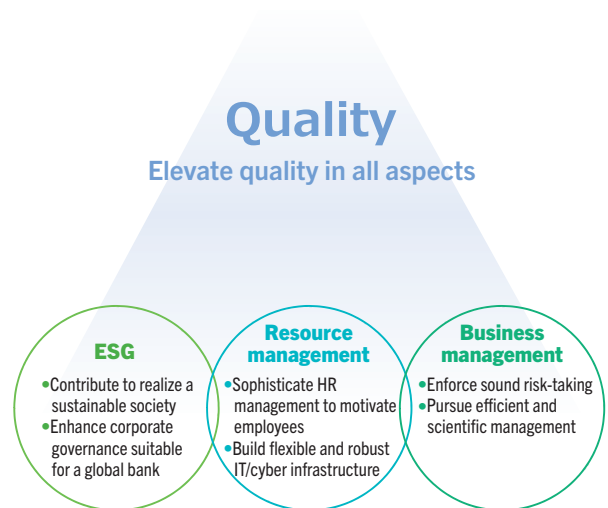 Quality
Elevate quality in all aspects
ESG
•Contribute to realize a
sustainable society
•Enhance corporate
governance suitable
for a global bank
Resource
management
•Sophisticate HR
management to motivate
employees
•Build flexible and robust
IT/cyber infrastructure
Business
management
•Enforce sound risk-taking
•Pursue efficient and
scientific management